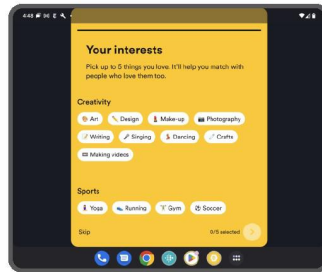 4:48
Your interests
Pick up to 5 things you love. It'll help you match with
people who love them too.
Creativity
Art Design Make-up Photography
Writing Singing Dancing Crafts
Making videos
Sports
Yoga Running Gym Soccer
Skip 0/5 selected